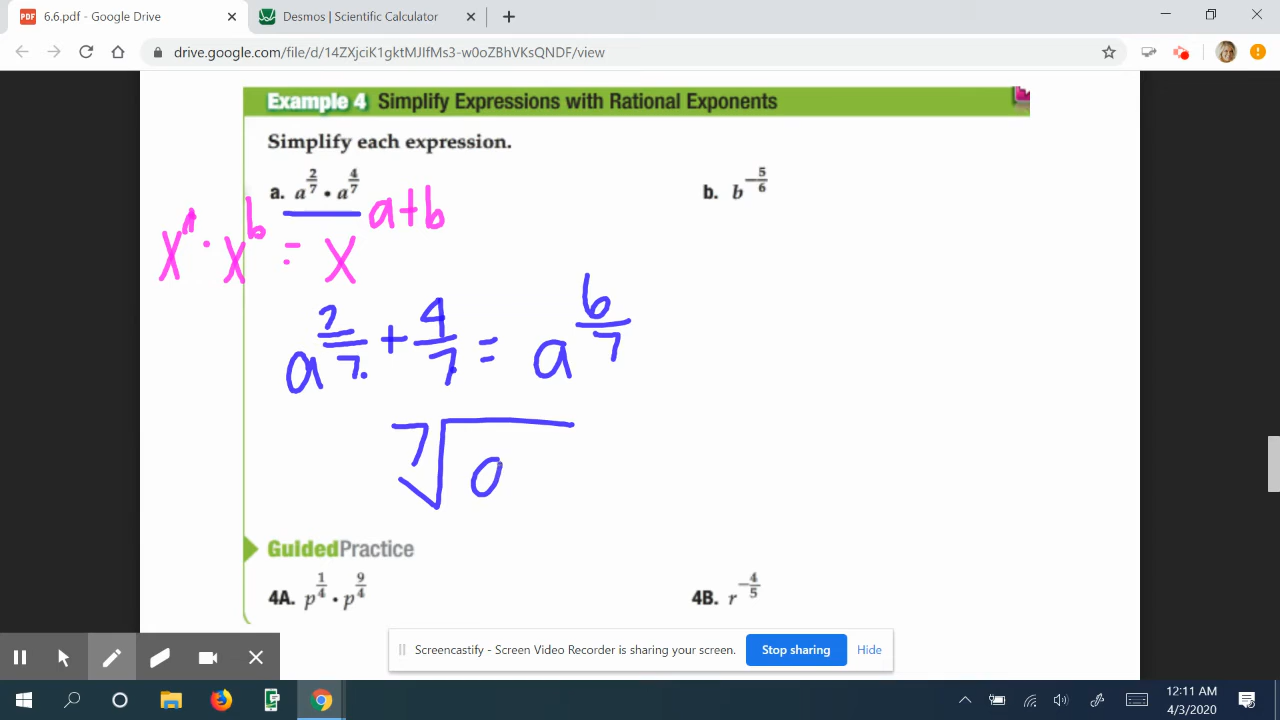 6.6.pdf - Google Drive
Desmos | Scientific Calculator
drive.google.com/file/d/14ZXjciK1gktMJIfMs3-w0oZBhVKsQNDF/view
Example 4 Simplify Expressions with Rational Exponents
Simplify each expression.
a. a^{2/7} · a^{4/7}
b. b^{-5/6}
x^a · x^b = x^{a+b}
a^{2/7 + 4/7} = a^{6/7}
7√a
GuidedPractice
4A. p^{1/4} · p^{9/4}
4B. r^{-4/5}
Screencastify - Screen Video Recorder is sharing your screen.
Stop sharing
Hide
12:11 AM
4/3/2020